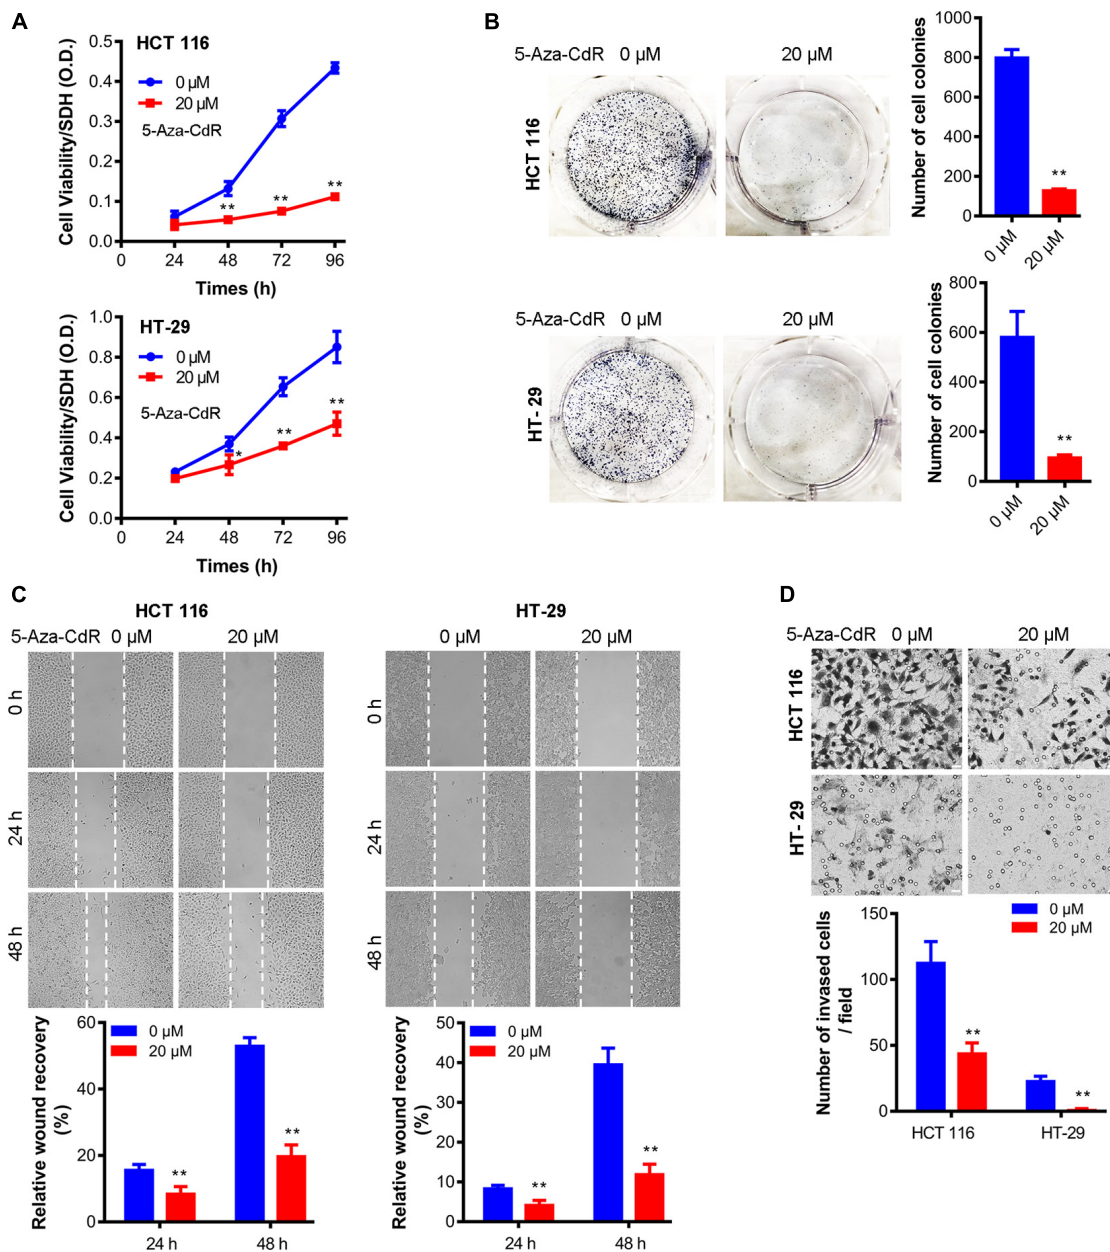 A
HCT 116
0 µM
20 µM
5-Aza-CdR
Cell Viability/SDH (O.D.)
0.5
0.4
0.3
0.2
0.1
0.0
** ** **
0 24 48 72 96
Times (h)
HT-29
0 µM
20 µM
5-Aza-CdR
Cell Viability/SDH (O.D.)
1.0
0.8
0.6
0.4
0.2
0.0
* ** **
0 24 48 72 96
Times (h)
B
5-Aza-CdR 0 µM 20 µM
HCT 116
Number of cell colonies
1000
800
600
400
200
0
**
0 µM 20 µM
5-Aza-CdR 0 µM 20 µM
HT- 29
Number of cell colonies
800
600
400
200
0
**
0 µM 20 µM
C
HCT 116
5-Aza-CdR 0 µM 20 µM
0 h
24 h
48 h
Relative wound recovery
(%)
60
40
20
0
0 µM
20 µM
** **
24 h 48 h
HT-29
0 µM 20 µM
0 h
24 h
48 h
Relative wound recovery
(%)
50
40
30
20
10
0
0 µM
20 µM
** **
24 h 48 h
D
5-Aza-CdR 0 µM 20 µM
HCT 116
HT- 29
0 µM
20 µM
Number of invased cells
/ field
150
100
50
0
** **
HCT 116 HT-29